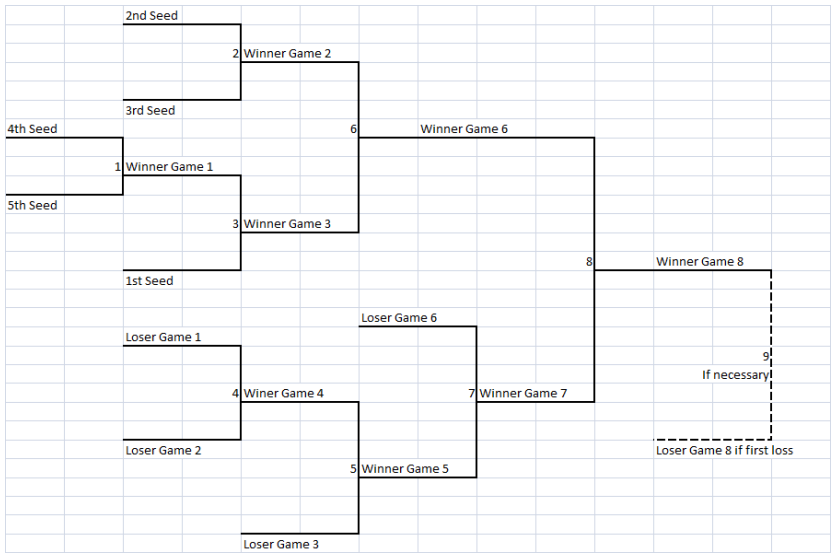 2nd Seed
2 Winner Game 2
3rd Seed
4th Seed
6 Winner Game 6
1 Winner Game 1
5th Seed
3 Winner Game 3
8 Winner Game 8
1st Seed
Loser Game 6
Loser Game 1
9
If necessary
4 Winer Game 4
7 Winner Game 7
Loser Game 2
Loser Game 8 if first loss
5 Winner Game 5
Loser Game 3